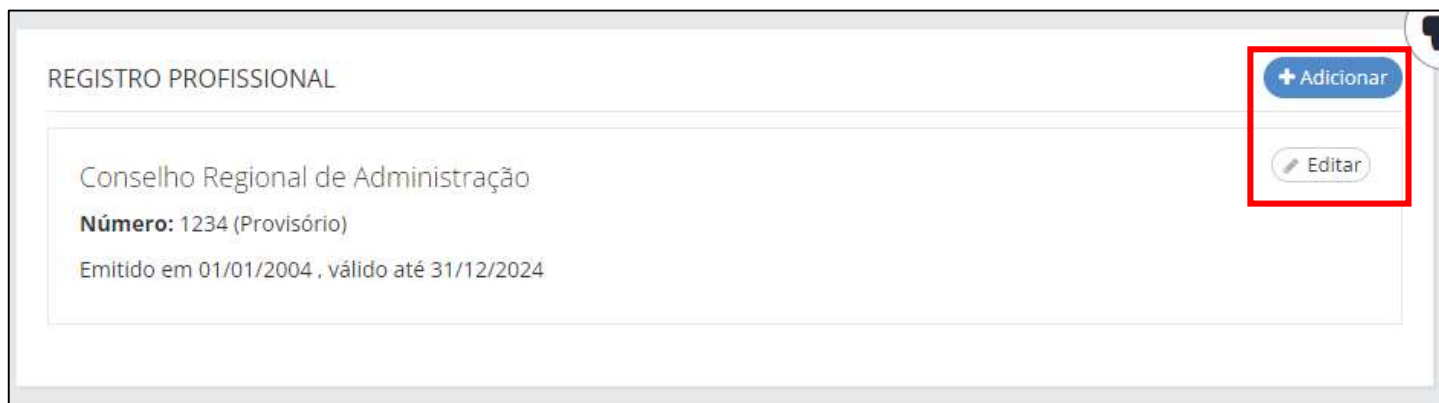 REGISTRO PROFISSIONAL
+ Adicionar
Conselho Regional de Administração
Editar
Número: 1234 (Provisório)
Emitido em 01/01/2004 , válido até 31/12/2024